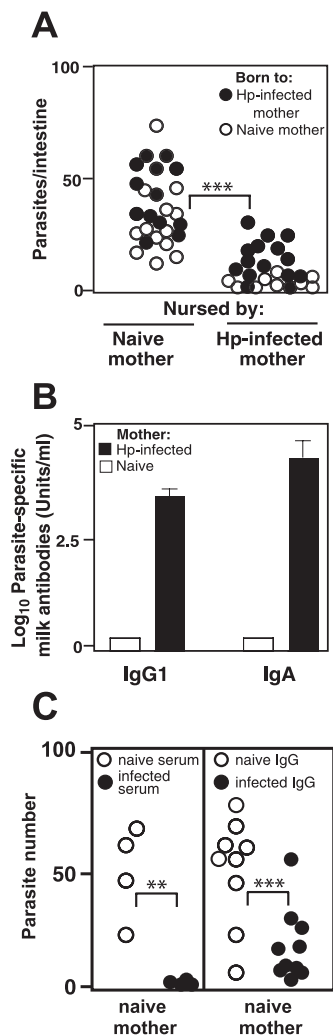 A
Parasites/intestine
100
50
0
Born to:
Hp-infected
mother
Naive mother
***
Nursed by:
Naive
mother
Hp-infected
mother
B
Log10 Parasite-specific
milk antibodies (Units/ml)
5
2.5
0
Mother:
Hp-infected
Naive
IgG1
IgA
C
Parasite number
100
50
0
naive serum
infected
serum
**
naive IgG
infected IgG
***
naive
mother
naive
mother